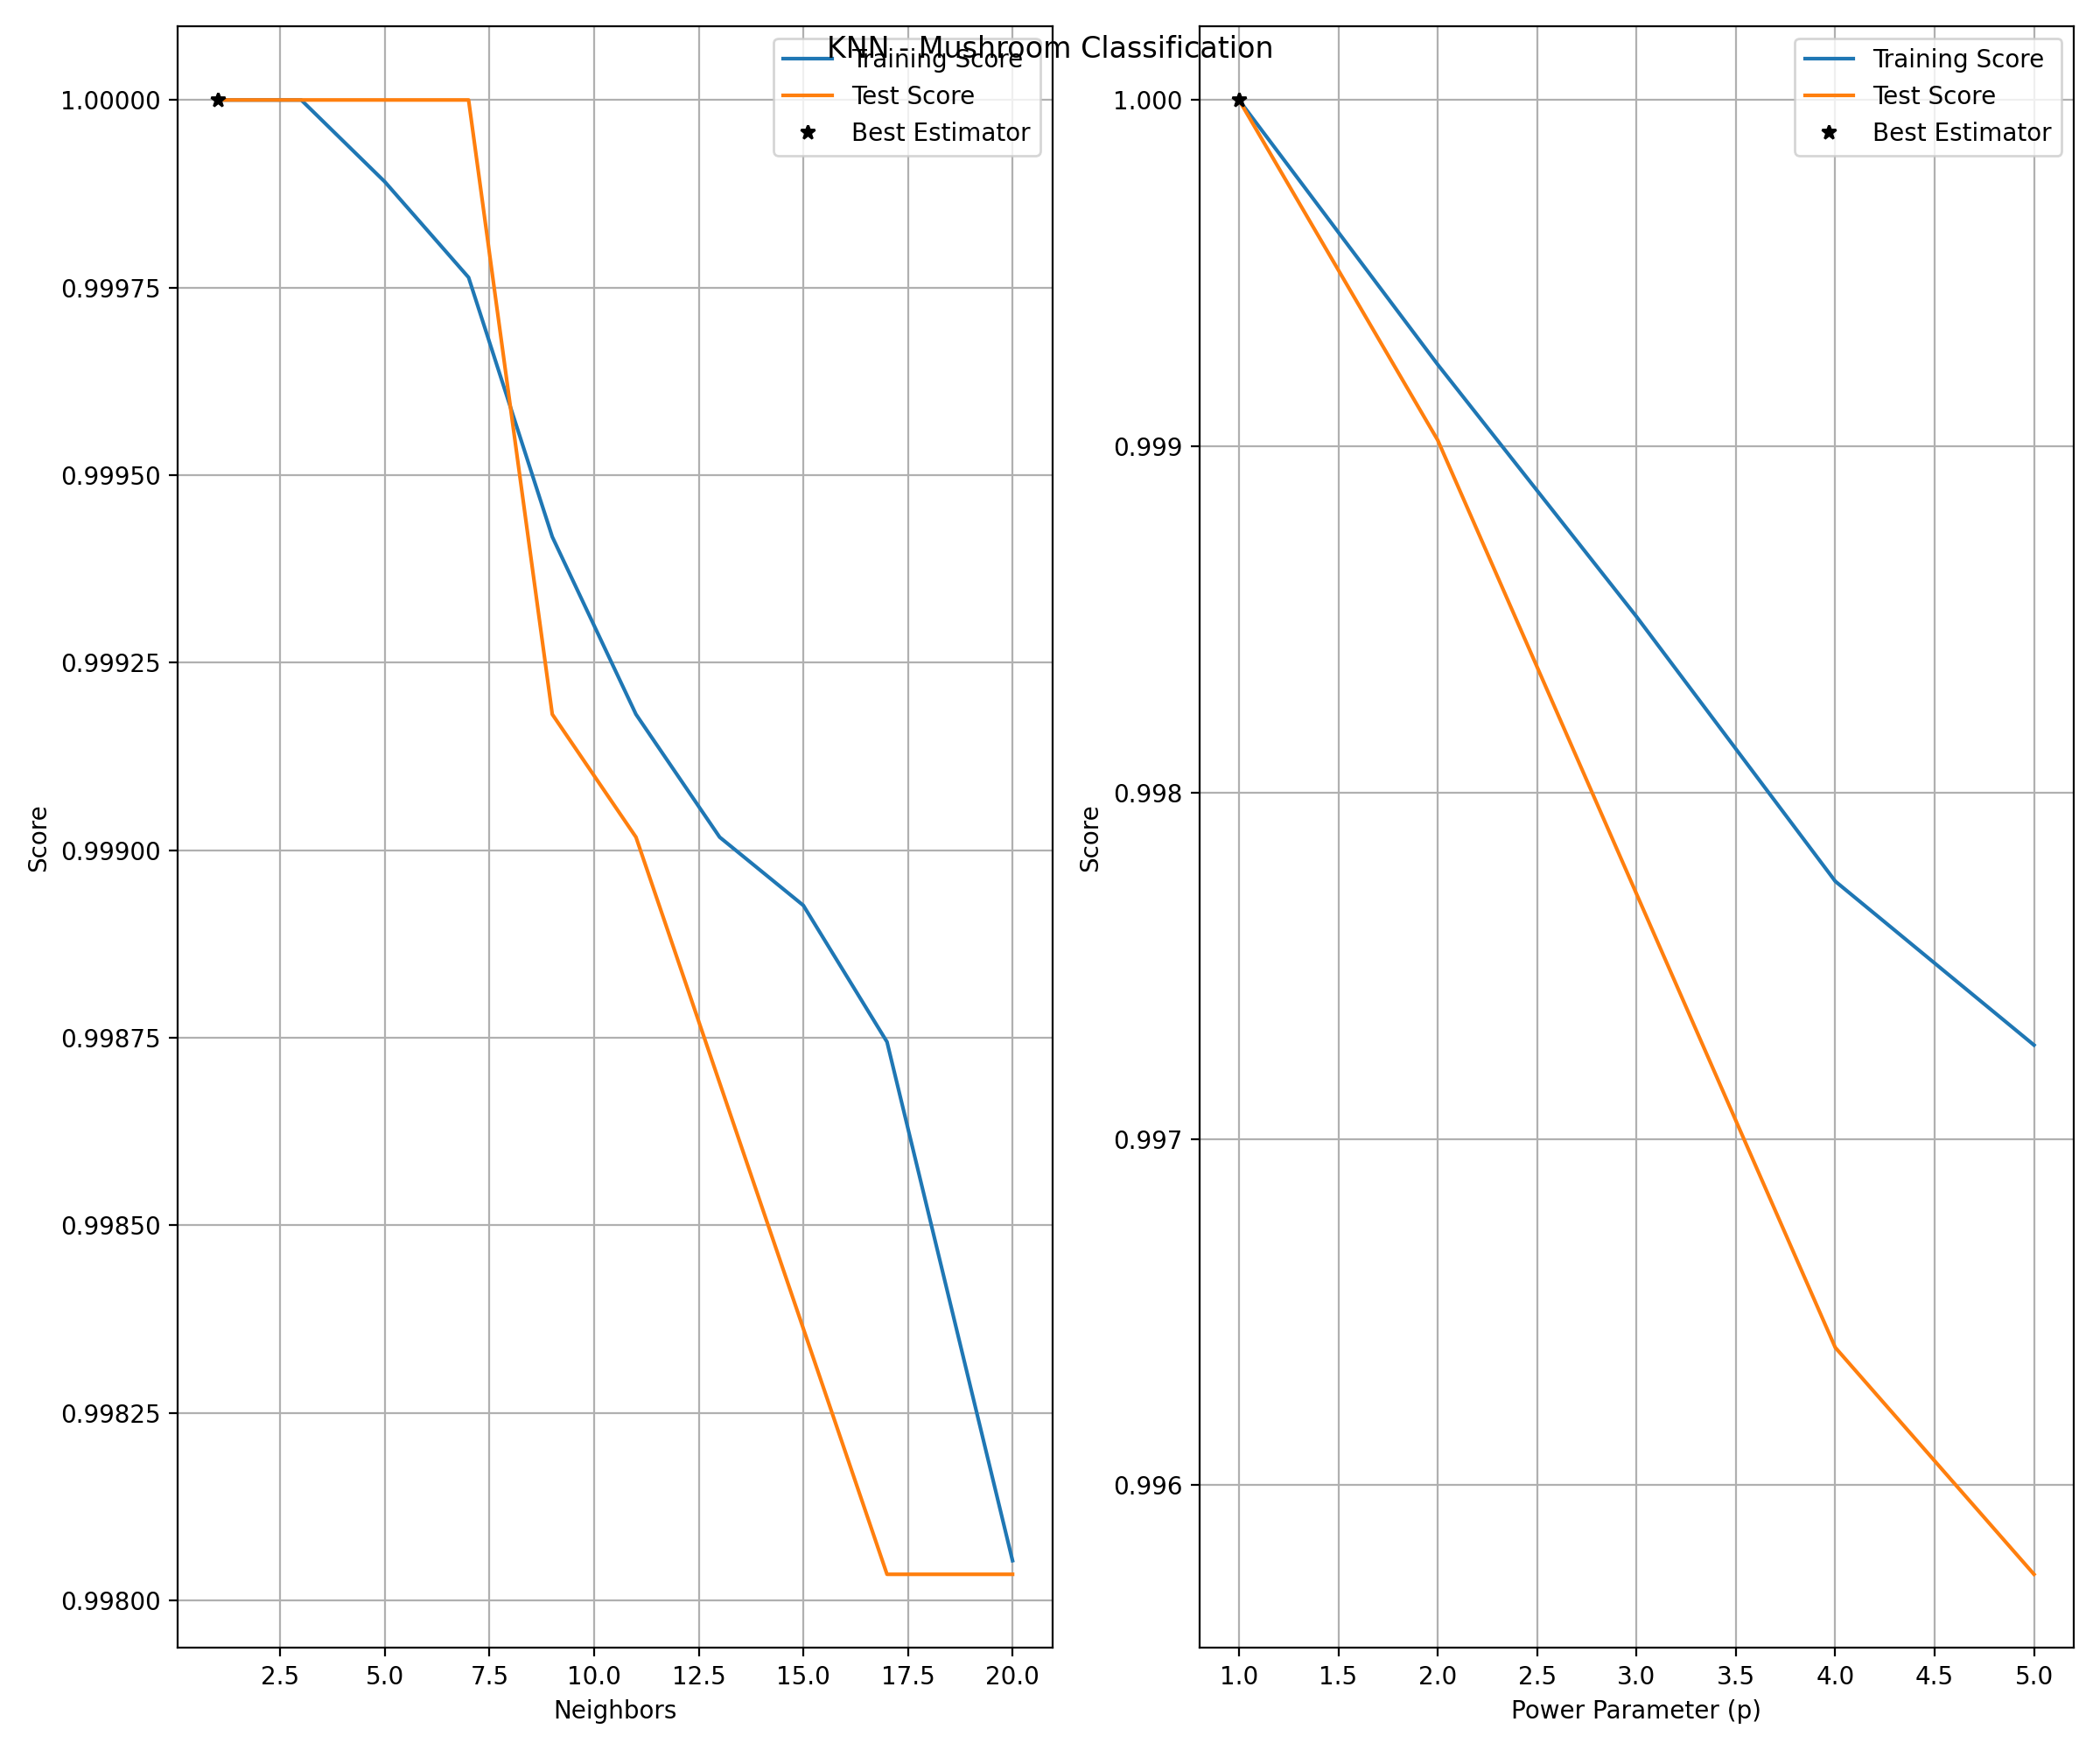 KNN - Mushroom Classification
Training Score
Test Score
Best Estimator
1.00000
0.99975
0.99950
0.99925
0.99900
0.99875
0.99850
0.99825
0.99800
Score
2.5 5.0 7.5 10.0 12.5 15.0 17.5 20.0
Neighbors
Training Score
Test Score
Best Estimator
1.000
0.999
0.998
0.997
0.996
Score
1.0 1.5 2.0 2.5 3.0 3.5 4.0 4.5 5.0
Power Parameter (p)